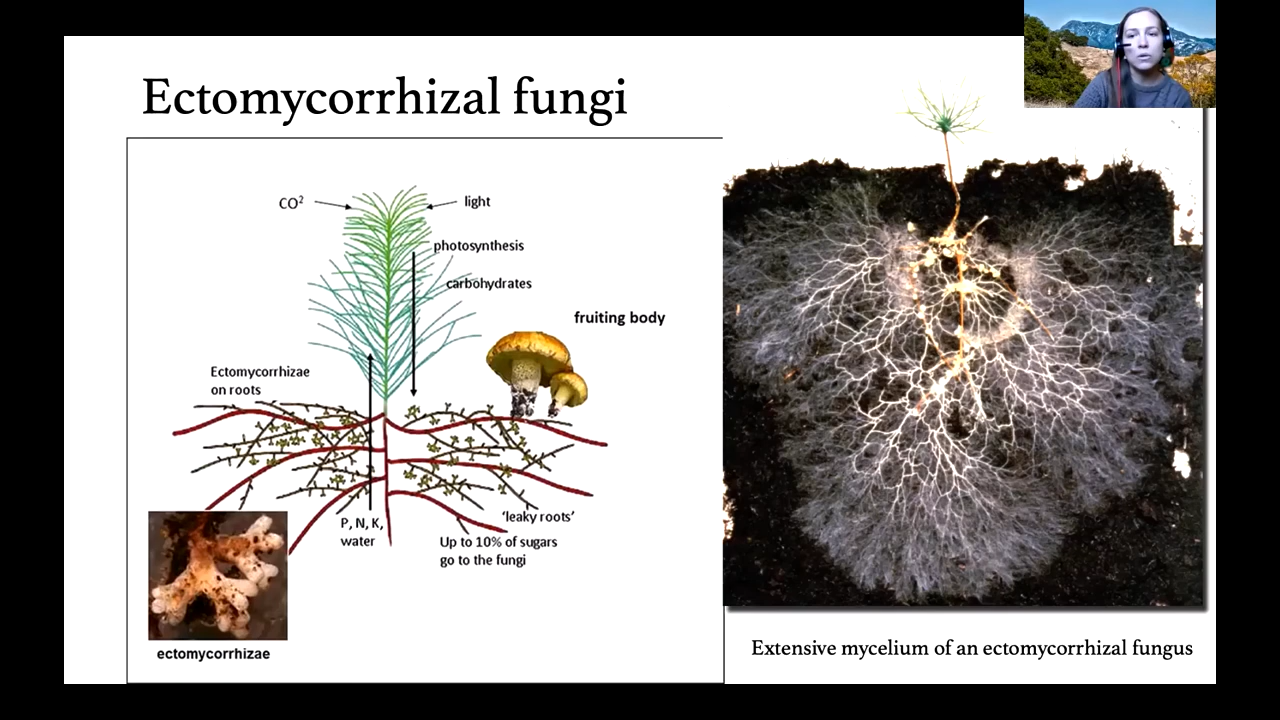 Ectomycorrhizal fungi
CO²
light
photosynthesis
carbohydrates
fruiting body
Ectomycorrhizae
on roots
P, N, K,
water
‘leaky roots’
Up to 10% of sugars
go to the fungi
ectomycorrhizae
Extensive mycelium of an ectomycorrhizal fungus